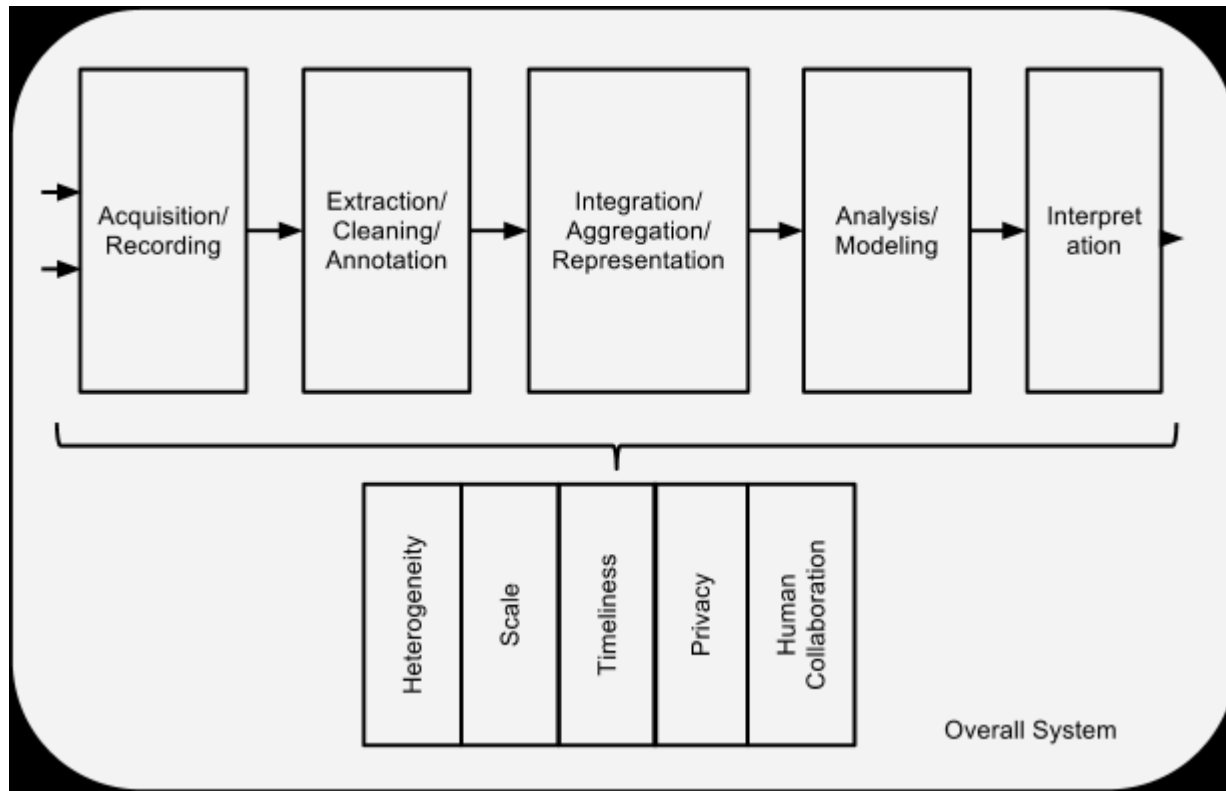 Acquisition/
Recording
Extraction/
Cleaning/
Annotation
Integration/
Aggregation/
Representation
Analysis/
Modeling
Interpret
ation
Heterogeneity
Scale
Timeliness
Privacy
Human
Collaboration
Overall System